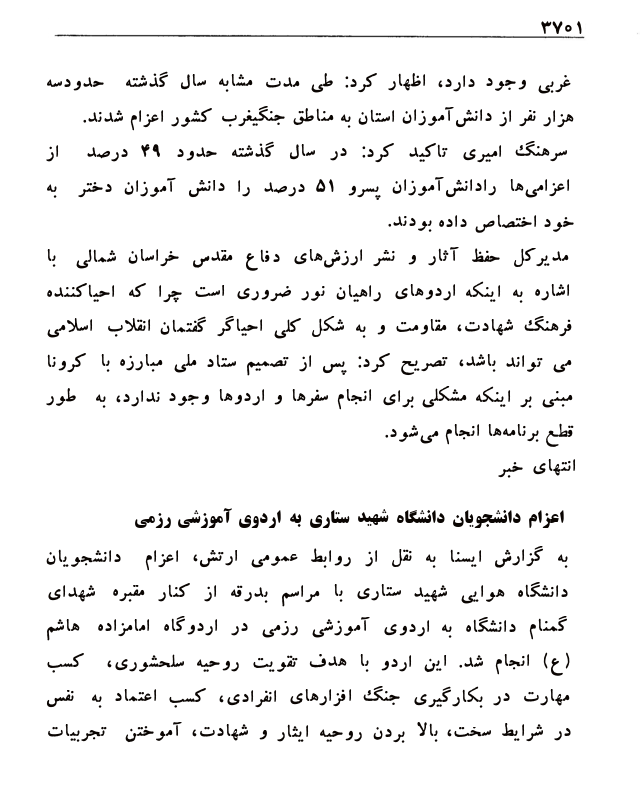 ۳۷۰۱
غربی وجود دارد، اظهار کرد: طی مدت مشابه سال گذشته حدودسه
هزار نفر از دانش‌آموزان استان به مناطق جنگیغرب کشور اعزام شدند.
سرهنگ امیری تاکید کرد: در سال گذشته حدود ۴۹ درصد از
اعزامی‌ها رادانش‌آموزان پسرو ۵۱ درصد را دانش آموزان دختر به
خود اختصاص داده بودند.
مدیرکل حفظ آثار و نشر ارزش‌های دفاع مقدس خراسان شمالی با
اشاره به اینکه اردوهای راهیان نور ضروری است چرا که احیاکننده
فرهنگ شهادت، مقاومت و به شکل کلی احیاگر گفتمان انقلاب اسلامی
می تواند باشد، تصریح کرد: پس از تصمیم ستاد ملی مبارزه با کرونا
مبنی بر اینکه مشکلی برای انجام سفرها و اردوها وجود ندارد، به طور
قطع برنامه‌ها انجام می‌شود.
انتهای خبر
اعزام دانشجویان دانشگاه شهید ستاری به اردوی آموزشی رزمی
به گزارش ایسنا به نقل از روابط عمومی ارتش، اعزام دانشجویان
دانشگاه هوایی شهید ستاری با مراسم بدرقه از کنار مقبره شهدای
گمنام دانشگاه به اردوی آموزشی رزمی در اردوگاه امامزاده هاشم
(ع) انجام شد. این اردو با هدف تقویت روحیه سلحشوری، کسب
مهارت در بکارگیری جنگ افزارهای انفرادی، کسب اعتماد به نفس
در شرایط سخت، بالا بردن روحیه ایثار و شهادت، آموختن تجربیات